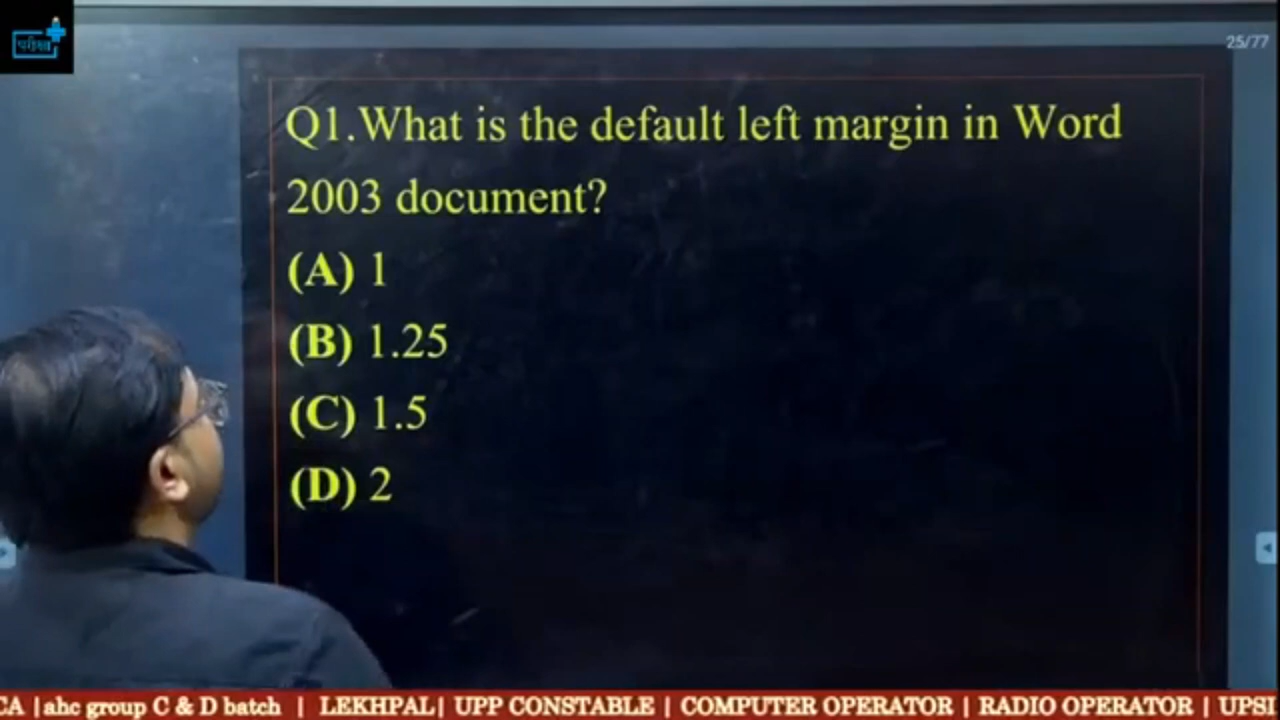 परीक्षा
25/77
Q1.What is the default left margin in Word
2003 document?
(A) 1
(B) 1.25
(C) 1.5
(D) 2
CA |ahc group C & D batch | LEKHPAL| UPP CONSTABLE | COMPUTER OPERATOR | RADIO OPERATOR | UPSI